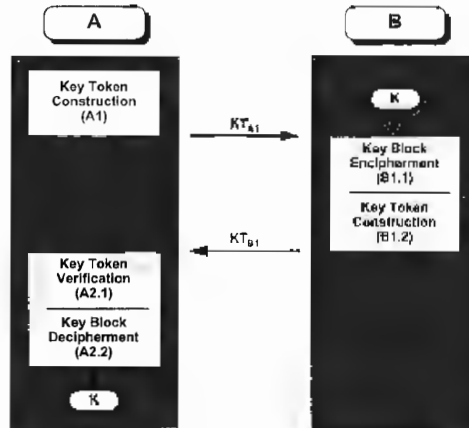 A
B
Key Token
Construction
(A1)
K
KT_A1
Key Block
Encipherment
(B1.1)
Key Token
Construction
(B1.2)
KT_B1
Key Token
Verification
(A2.1)
Key Block
Decipherment
(A2.2)
K